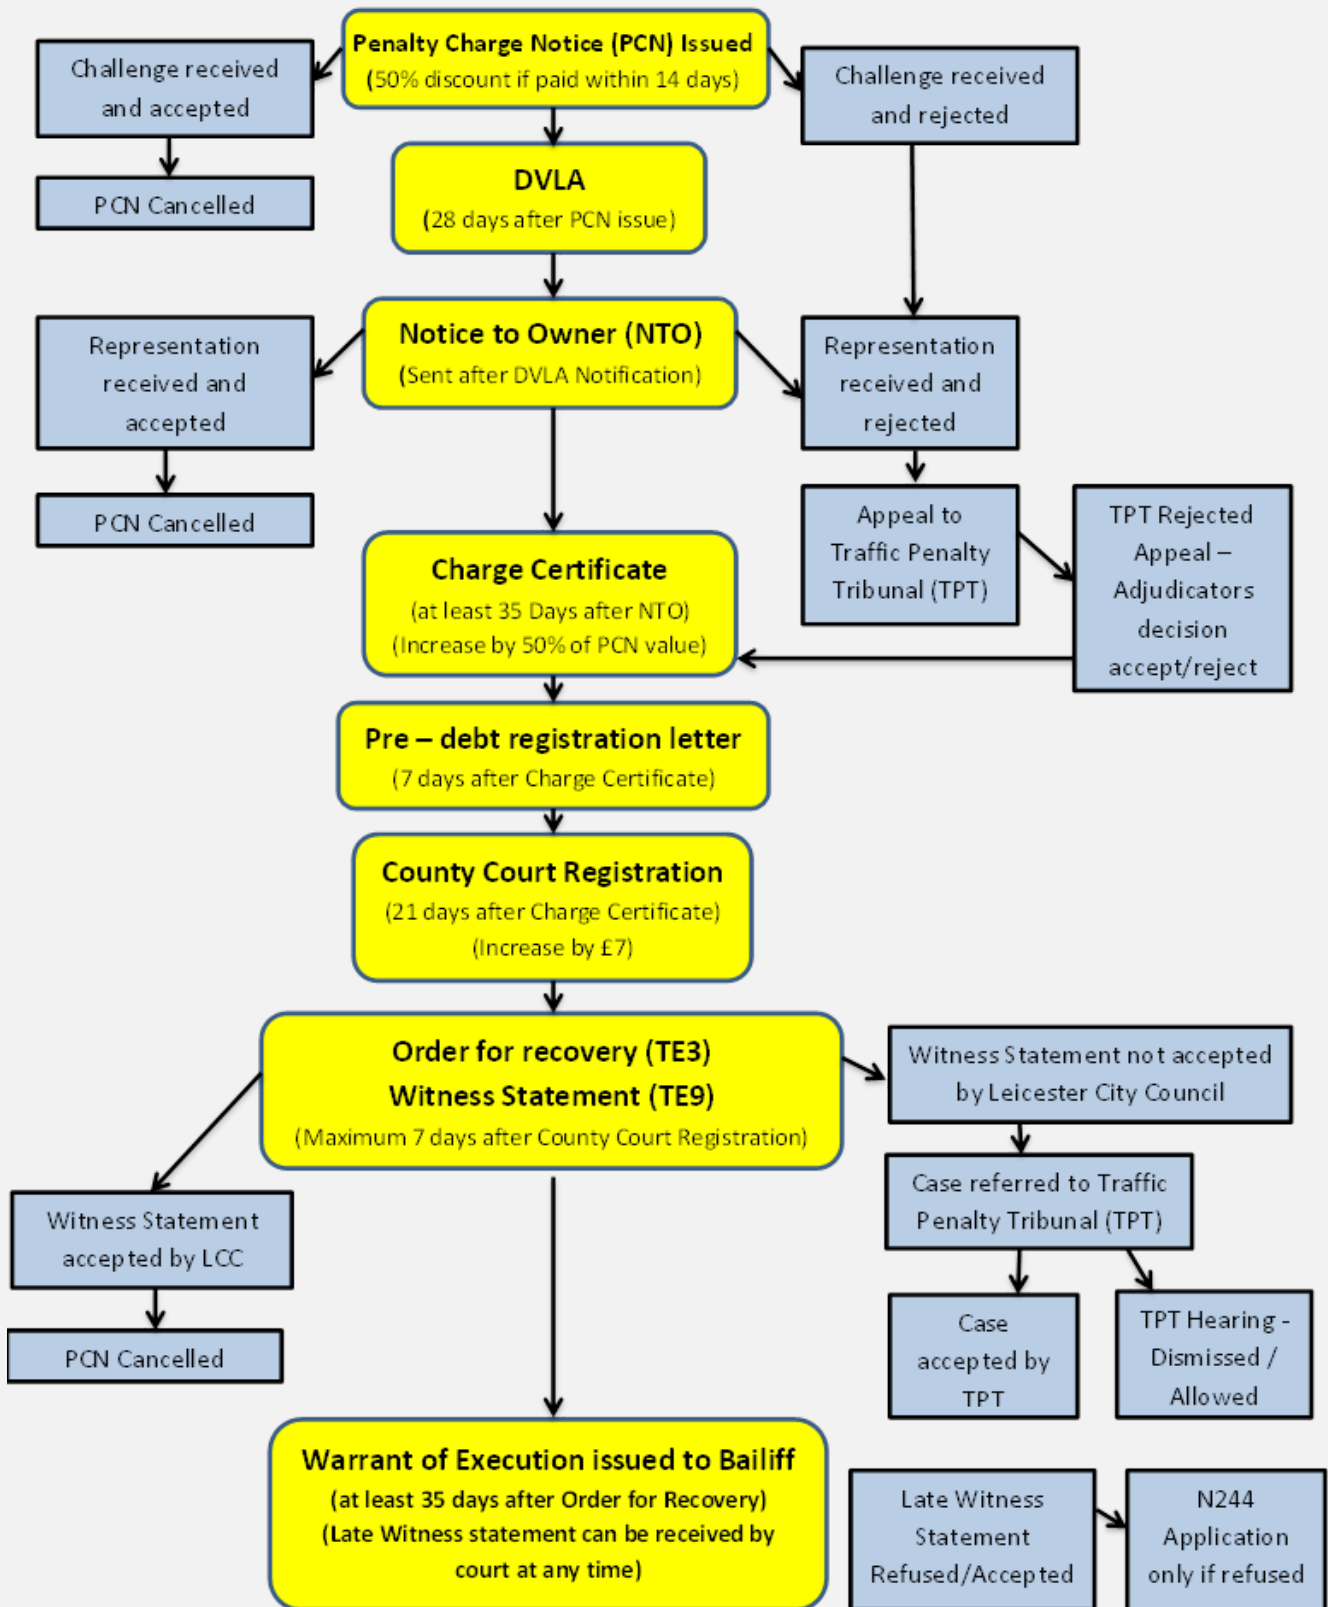 Penalty Charge Notice (PCN) Issued
(50% discount if paid within 14 days)
Challenge received
and accepted
Challenge received
and rejected
PCN Cancelled
DVLA
(28 days after PCN issue)
Notice to Owner (NTO)
(Sent after DVLA Notification)
Representation
received and
accepted
Representation
received and
rejected
PCN Cancelled
Appeal to
Traffic Penalty
Tribunal (TPT)
TPT Rejected
Appeal –
Adjudicators
decision
accept/reject
Charge Certificate
(at least 35 Days after NTO)
(Increase by 50% of PCN value)
Pre – debt registration letter
(7 days after Charge Certificate)
County Court Registration
(21 days after Charge Certificate)
(Increase by £7)
Order for recovery (TE3)
Witness Statement (TE9)
(Maximum 7 days after County Court Registration)
Witness Statement not accepted
by Leicester City Council
Case referred to Traffic
Penalty Tribunal (TPT)
Witness Statement
accepted by LCC
PCN Cancelled
Case
accepted by
TPT
TPT Hearing -
Dismissed /
Allowed
Warrant of Execution issued to Bailiff
(at least 35 days after Order for Recovery)
(Late Witness statement can be received by
court at any time)
Late Witness
Statement
Refused/Accepted
N244
Application
only if refused